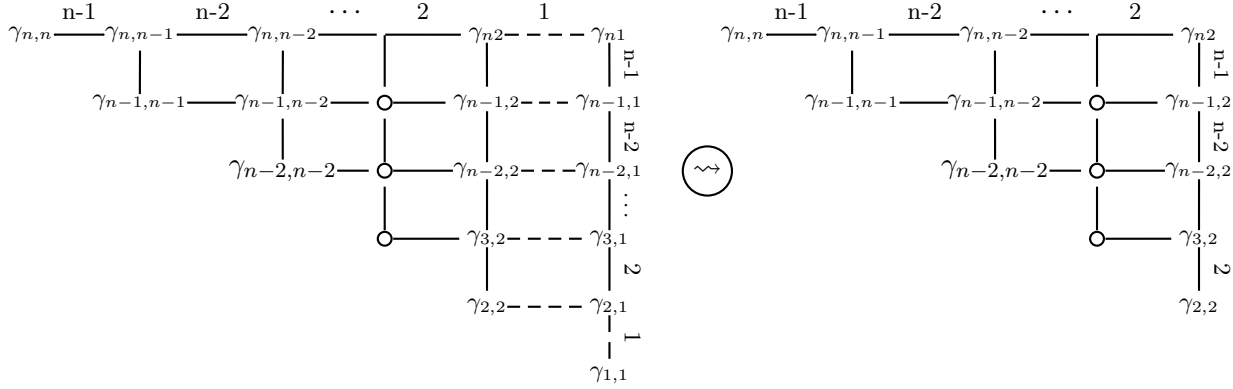 n-1 n-2 ⋯ 2 1 n-1 n-2 ⋯ 2
γ_{n,n} γ_{n,n-1} γ_{n,n-2} γ_{n2} γ_{n1} γ_{n,n} γ_{n,n-1} γ_{n,n-2} γ_{n2}
n-1 n-1
γ_{n-1,n-1} γ_{n-1,n-2} γ_{n-1,2} γ_{n-1,1} γ_{n-1,n-1} γ_{n-1,n-2} γ_{n-1,2}
n-2 n-2
γ_{n-2,n-2} γ_{n-2,2} γ_{n-2,1} ⇝ γ_{n-2,n-2} γ_{n-2,2}
⋯
γ_{3,2} γ_{3,1} γ_{3,2}
2 2
γ_{2,2} γ_{2,1} γ_{2,2}
1
γ_{1,1}